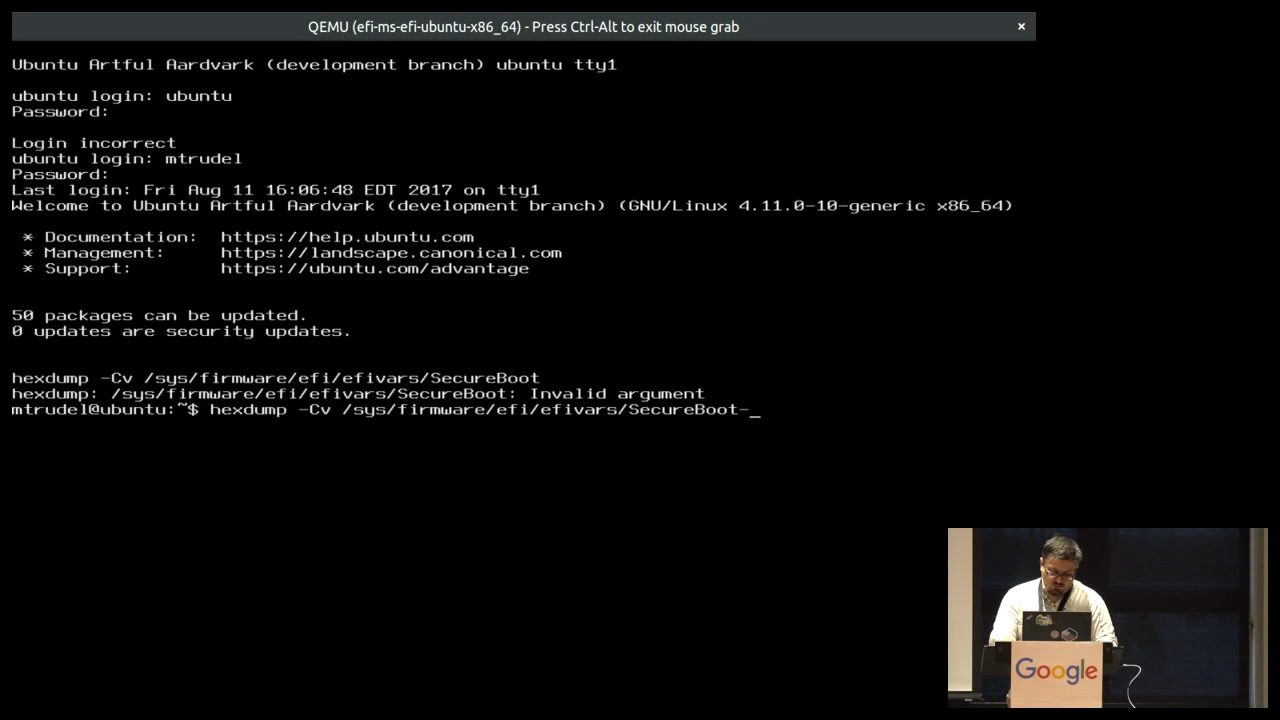 QEMU (efi-ms-efi-ubuntu-x86_64) - Press Ctrl-Alt to exit mouse grab ×
Ubuntu Artful Aardvark (development branch) ubuntu tty1
ubuntu login: ubuntu
Password:
Login incorrect
ubuntu login: mtrudel
Password:
Last login: Fri Aug 11 16:06:48 EDT 2017 on tty1
Welcome to Ubuntu Artful Aardvark (development branch) (GNU/Linux 4.11.0-10-generic x86_64)
* Documentation: https://help.ubuntu.com
* Management: https://landscape.canonical.com
* Support: https://ubuntu.com/advantage
50 packages can be updated.
0 updates are security updates.
hexdump -Cv /sys/firmware/efi/efivars/SecureBoot
hexdump: /sys/firmware/efi/efivars/SecureBoot: Invalid argument
mtrudel@ubuntu:~$ hexdump -Cv /sys/firmware/efi/efivars/SecureBoot-_
Google